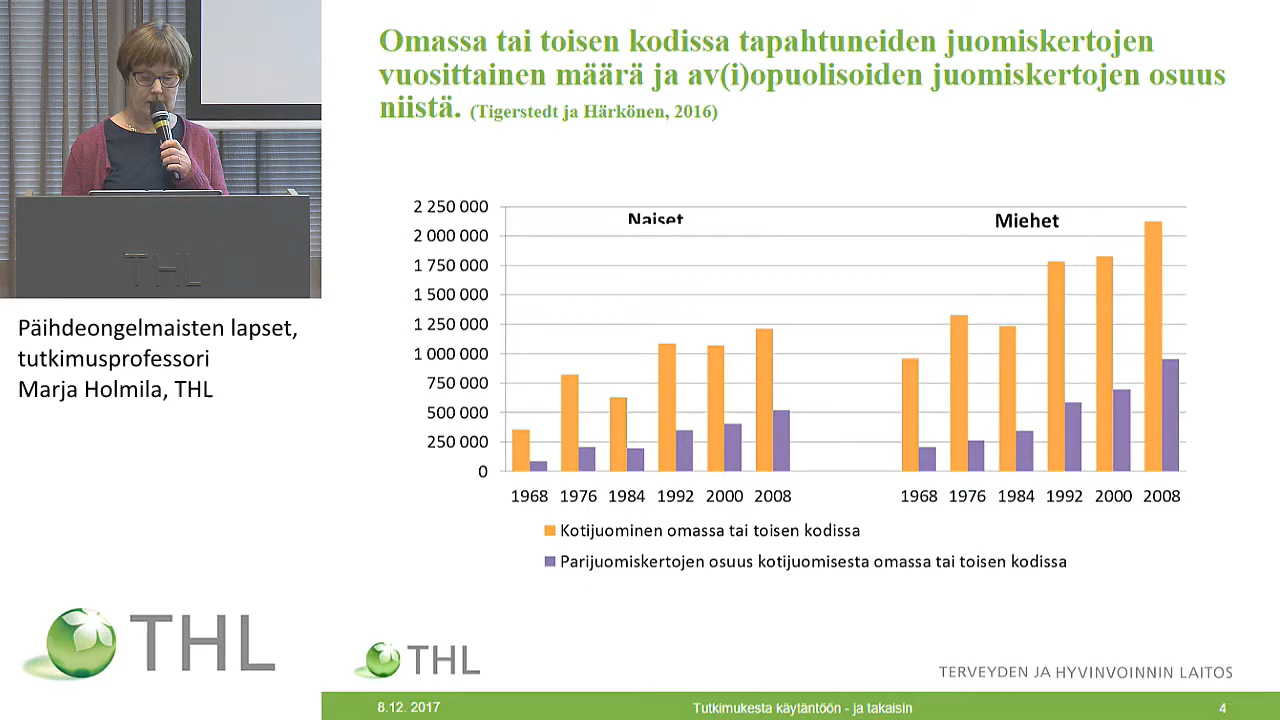 Omassa tai toisen kodissa tapahtuneiden juomiskertojen
vuosittainen määrä ja av(i)opuolisoiden juomiskertojen osuus
niistä. (Tigerstedt ja Härkönen, 2016)
THL
Päihdeongelmaisten lapset,
tutkimusprofessori
Marja Holmila, THL
THL
Naiset
Miehet
2 250 000
2 000 000
1 750 000
1 500 000
1 250 000
1 000 000
750 000
500 000
250 000
0
1968 1976 1984 1992 2000 2008
1968 1976 1984 1992 2000 2008
Kotijuominen omassa tai toisen kodissa
Parijuomiskertojen osuus kotijuomisesta omassa tai toisen kodissa
THL
TERVEYDEN JA HYVINVOINNIN LAITOS
8.12. 2017
Tutkimukesta käytäntöön - ja takaisin
4